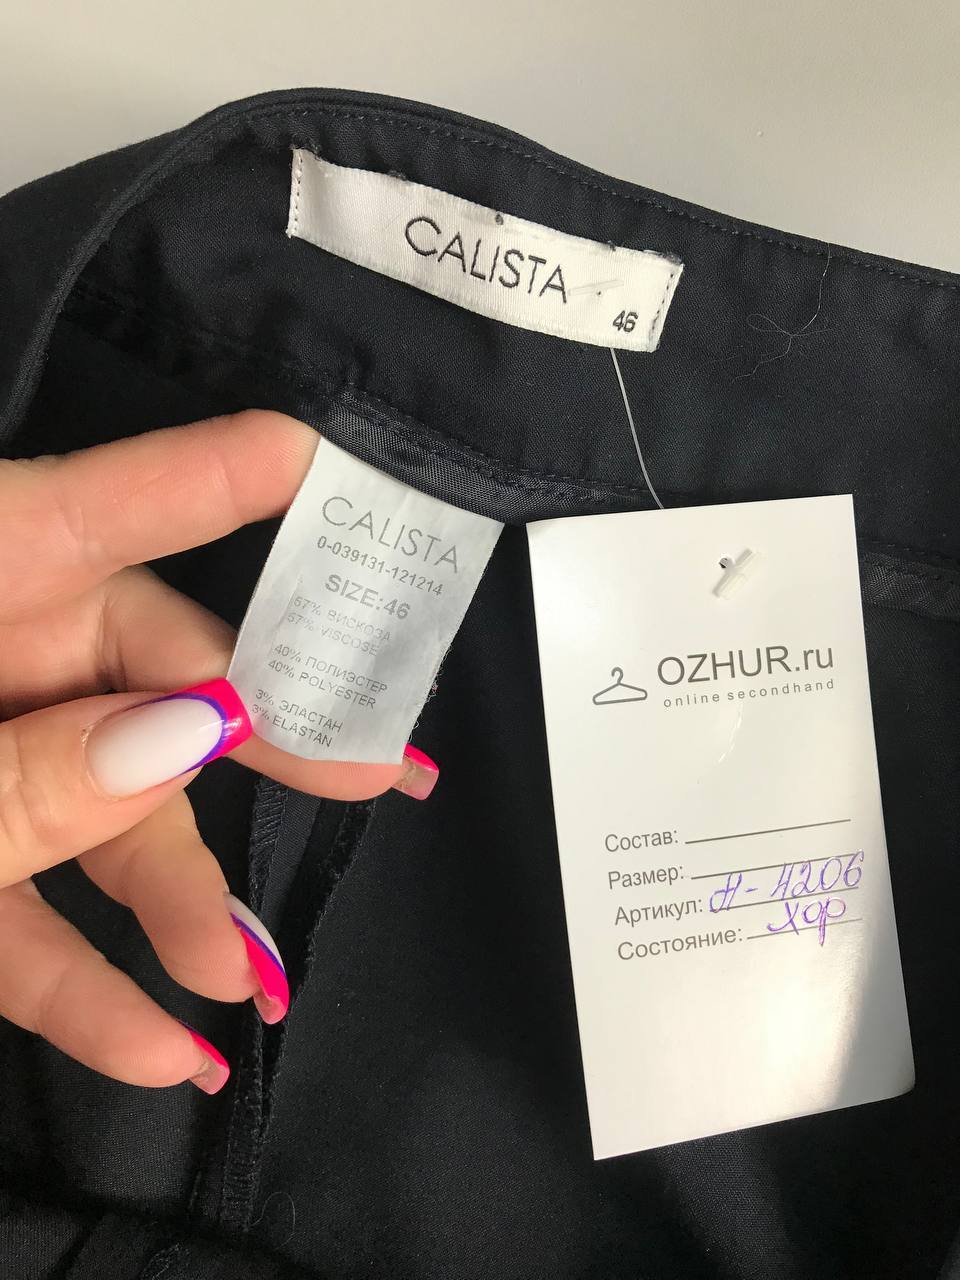 CALISTA
46
CALISTA
0-039131-121214
SIZE:46
57% ВИСКОЗА
57% VISCOSE
40% ПОЛИЭСТЕР
40% POLYESTER
3% ЭЛАСТАН
3% ELASTAN
OZHUR.ru
online secondhand
Состав:
Размер:
Артикул: Н-4206
Состояние: хор